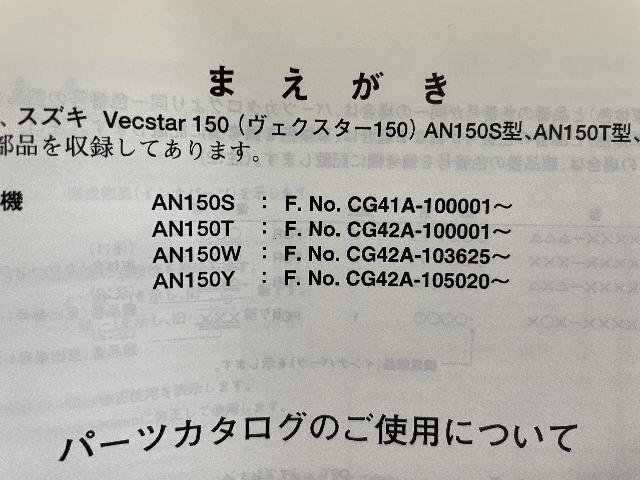 まえがき
、スズキ Vecstar 150（ヴェクスター150）AN150S型、AN150T型、
部品を収録してあります。
機 AN150S : F. No. CG41A-100001～
AN150T : F. No. CG42A-100001～
AN150W : F. No. CG42A-103625～
AN150Y : F. No. CG42A-105020～
パーツカタログのご使用について